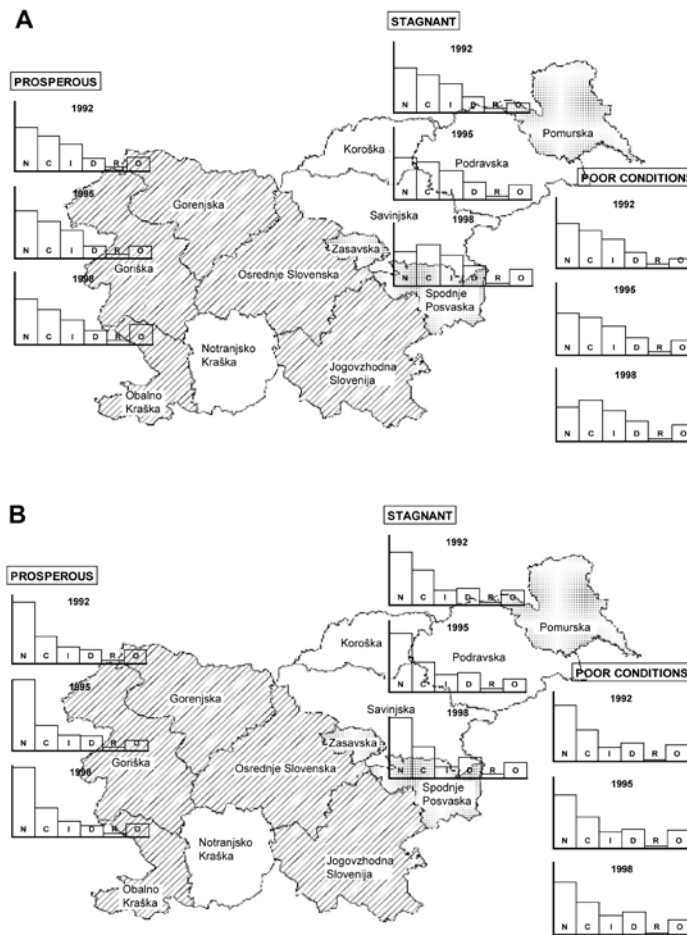 A
STAGNANT
1992
N C I D R O
PROSPEROUS
1992
N C I D R O
1995
N C I D R O
1998
N C I D R O
1995
N C I D R O
1998
N C I D R O
Koroška
Podravska
Pomurska
Gorenjska
Savinjska
Zasavska
Goriška
Osrednje Slovenska
Spodnje
Posvaska
Notranjsko
Kraška
Jogovzhodna
Slovenija
Obalno
Kraška
POOR CONDITIONS
1992
N C I D R O
1995
N C I D R O
1998
N C I D R O
B
STAGNANT
1992
N C I D R O
PROSPEROUS
1992
N C I D R O
1995
N C I D R O
1998
N C I D R O
1995
N C I D R O
1998
N C I D R O
Koroška
Podravska
Pomurska
Gorenjska
Savinjska
Zasavska
Goriška
Osrednje Slovenska
Spodnje
Posvaska
Notranjsko
Kraška
Jogovzhodna
Slovenija
Obalno
Kraška
POOR CONDITIONS
1992
N C I D R O
1995
N C I D R O
1998
N C I D R O